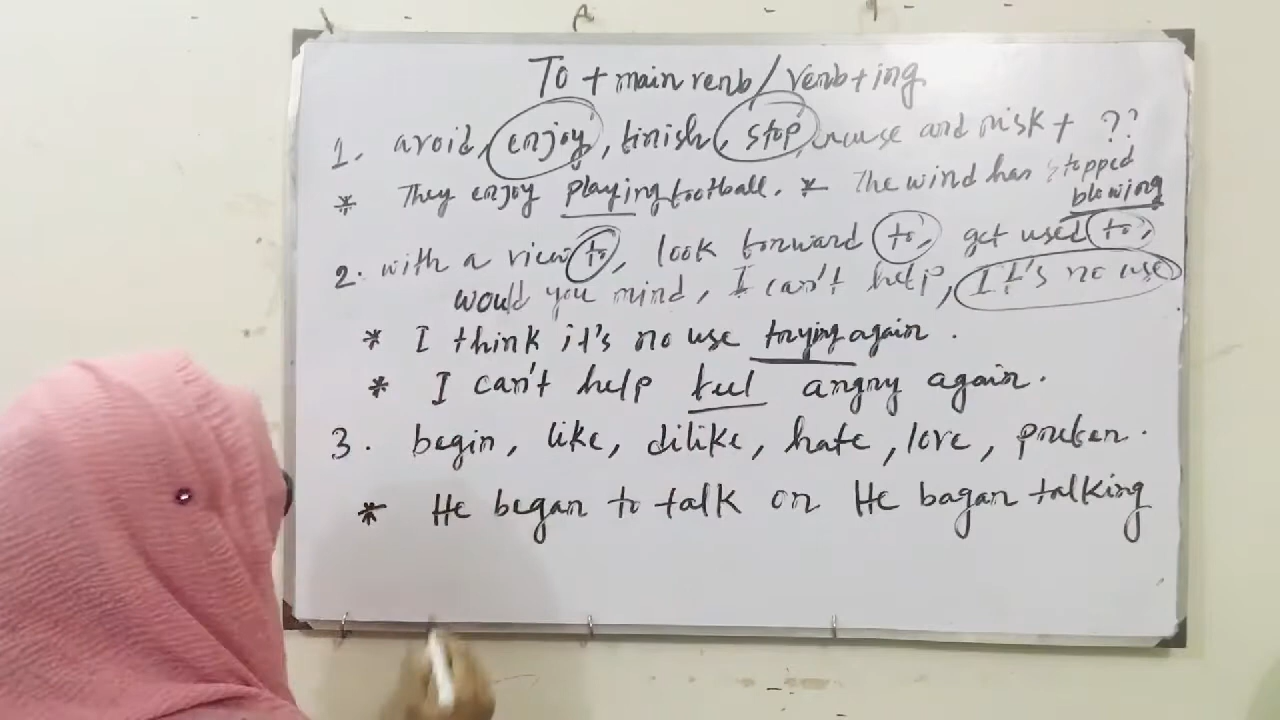 To + main verb / verb + ing
1. avoid, enjoy, finish, stop, and risk + ??
* They enjoy playing football. * The wind has stopped
blowing
2. with a view to, look forward to, get used to,
would you mind, I can't help, It's no use
* I think it's no use trying again.
* I can't help feel angry again.
3. begin, like, dilike, hate, love, prefer.
* He began to talk or He bagan talking